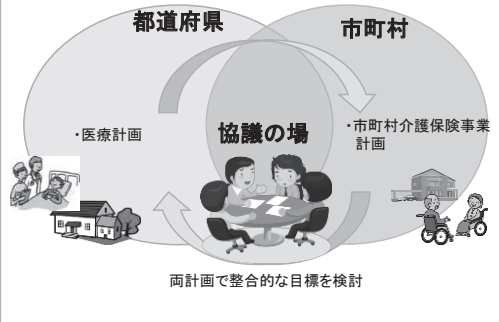 都道府県
市町村
・医療計画
協議の場
・市町村介護保険事業
計画
両計画で整合的な目標を検討